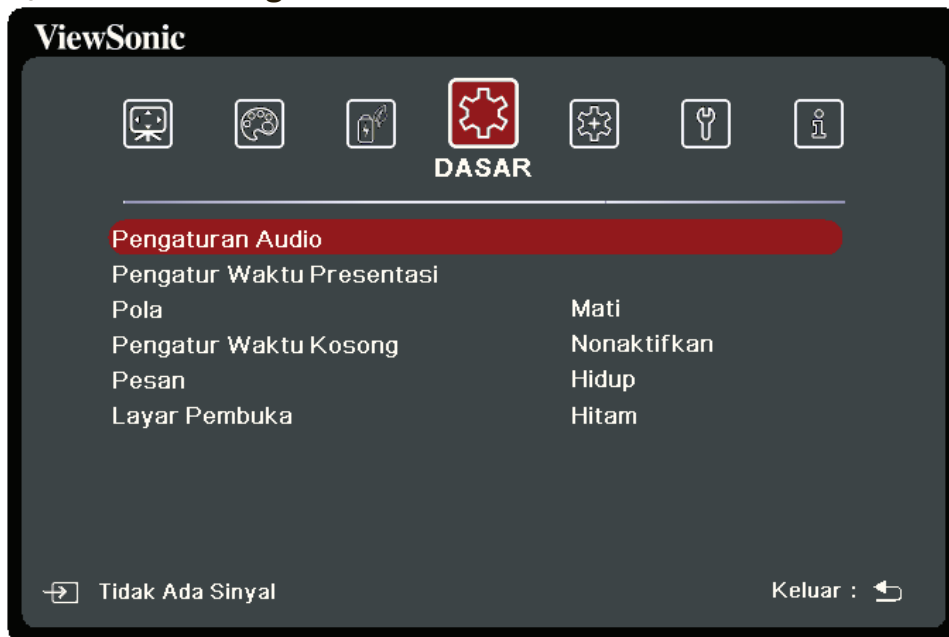 ViewSonic
DASAR
Pengaturan Audio
Pengatur Waktu Presentasi
Pola Mati
Pengatur Waktu Kosong Nonaktifkan
Pesan Hidup
Layar Pembuka Hitam
Tidak Ada Sinyal Keluar :